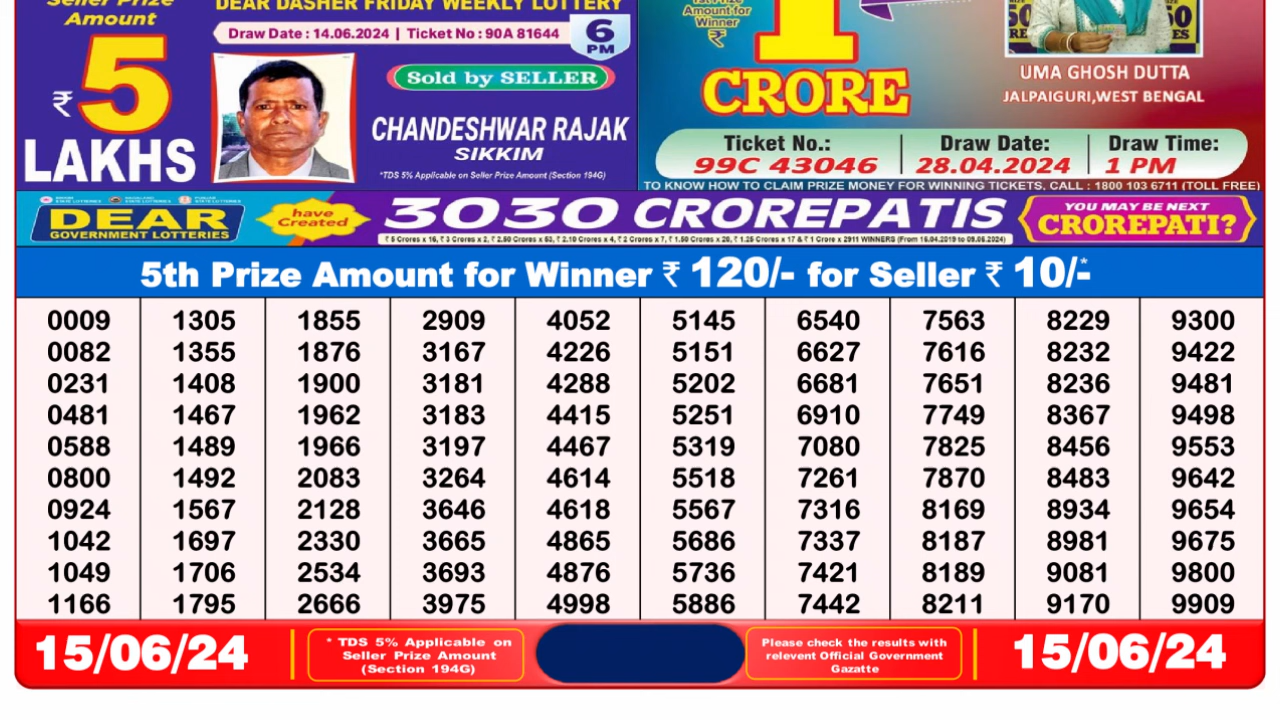 Seller Prize
Amount
₹5
LAKHS
DEAR DASHER FRIDAY WEEKLY LOTTERY
Draw Date : 14.06.2024 | Ticket No : 90A 81644
6
PM
Sold by SELLER
CHANDESHWAR RAJAK
SIKKIM
*TDS 5% Applicable on Seller Prize Amount (Section 194G)
Amount for
Winner
₹
1
CRORE
UMA GHOSH DUTTA
JALPAIGURI,WEST BENGAL
Ticket No.: Draw Date: Draw Time:
99C 43046 28.04.2024 1 PM
TO KNOW HOW TO CLAIM PRIZE MONEY FOR WINNING TICKETS, CALL : 1800 103 6711 (TOLL FREE)
DEAR
GOVERNMENT LOTTERIES
have
Created
3030 CROREPATIS
YOU MAY BE NEXT
CROREPATI?
5th Prize Amount for Winner ₹ 120/- for Seller ₹ 10/-*
0009 1305 1855 2909 4052 5145 6540 7563 8229 9300
0082 1355 1876 3167 4226 5151 6627 7616 8232 9422
0231 1408 1900 3181 4288 5202 6681 7651 8236 9481
0481 1467 1962 3183 4415 5251 6910 7749 8367 9498
0588 1489 1966 3197 4467 5319 7080 7825 8456 9553
0800 1492 2083 3264 4614 5518 7261 7870 8483 9642
0924 1567 2128 3646 4618 5567 7316 8169 8934 9654
1042 1697 2330 3665 4865 5686 7337 8187 8981 9675
1049 1706 2534 3693 4876 5736 7421 8189 9081 9800
1166 1795 2666 3975 4998 5886 7442 8211 9170 9909
15/06/24
* TDS 5% Applicable on
Seller Prize Amount
(Section 194G)
Please check the results with
relevent Official Government
Gazatte
15/06/24